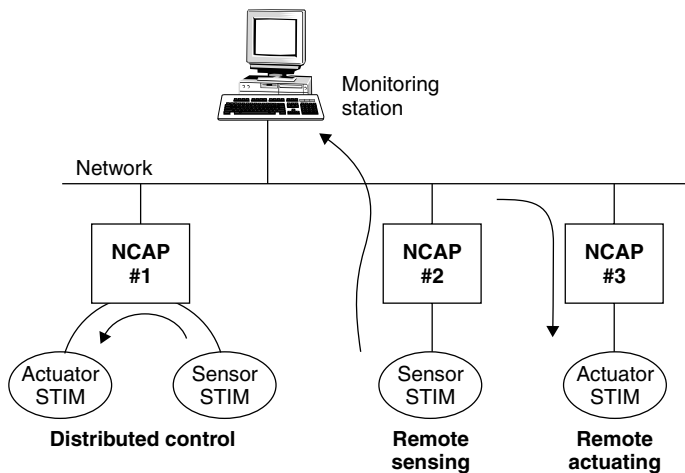 Monitoring
station
Network
NCAP
#1
NCAP
#2
NCAP
#3
Actuator
STIM
Sensor
STIM
Sensor
STIM
Actuator
STIM
Distributed control
Remote
sensing
Remote
actuating